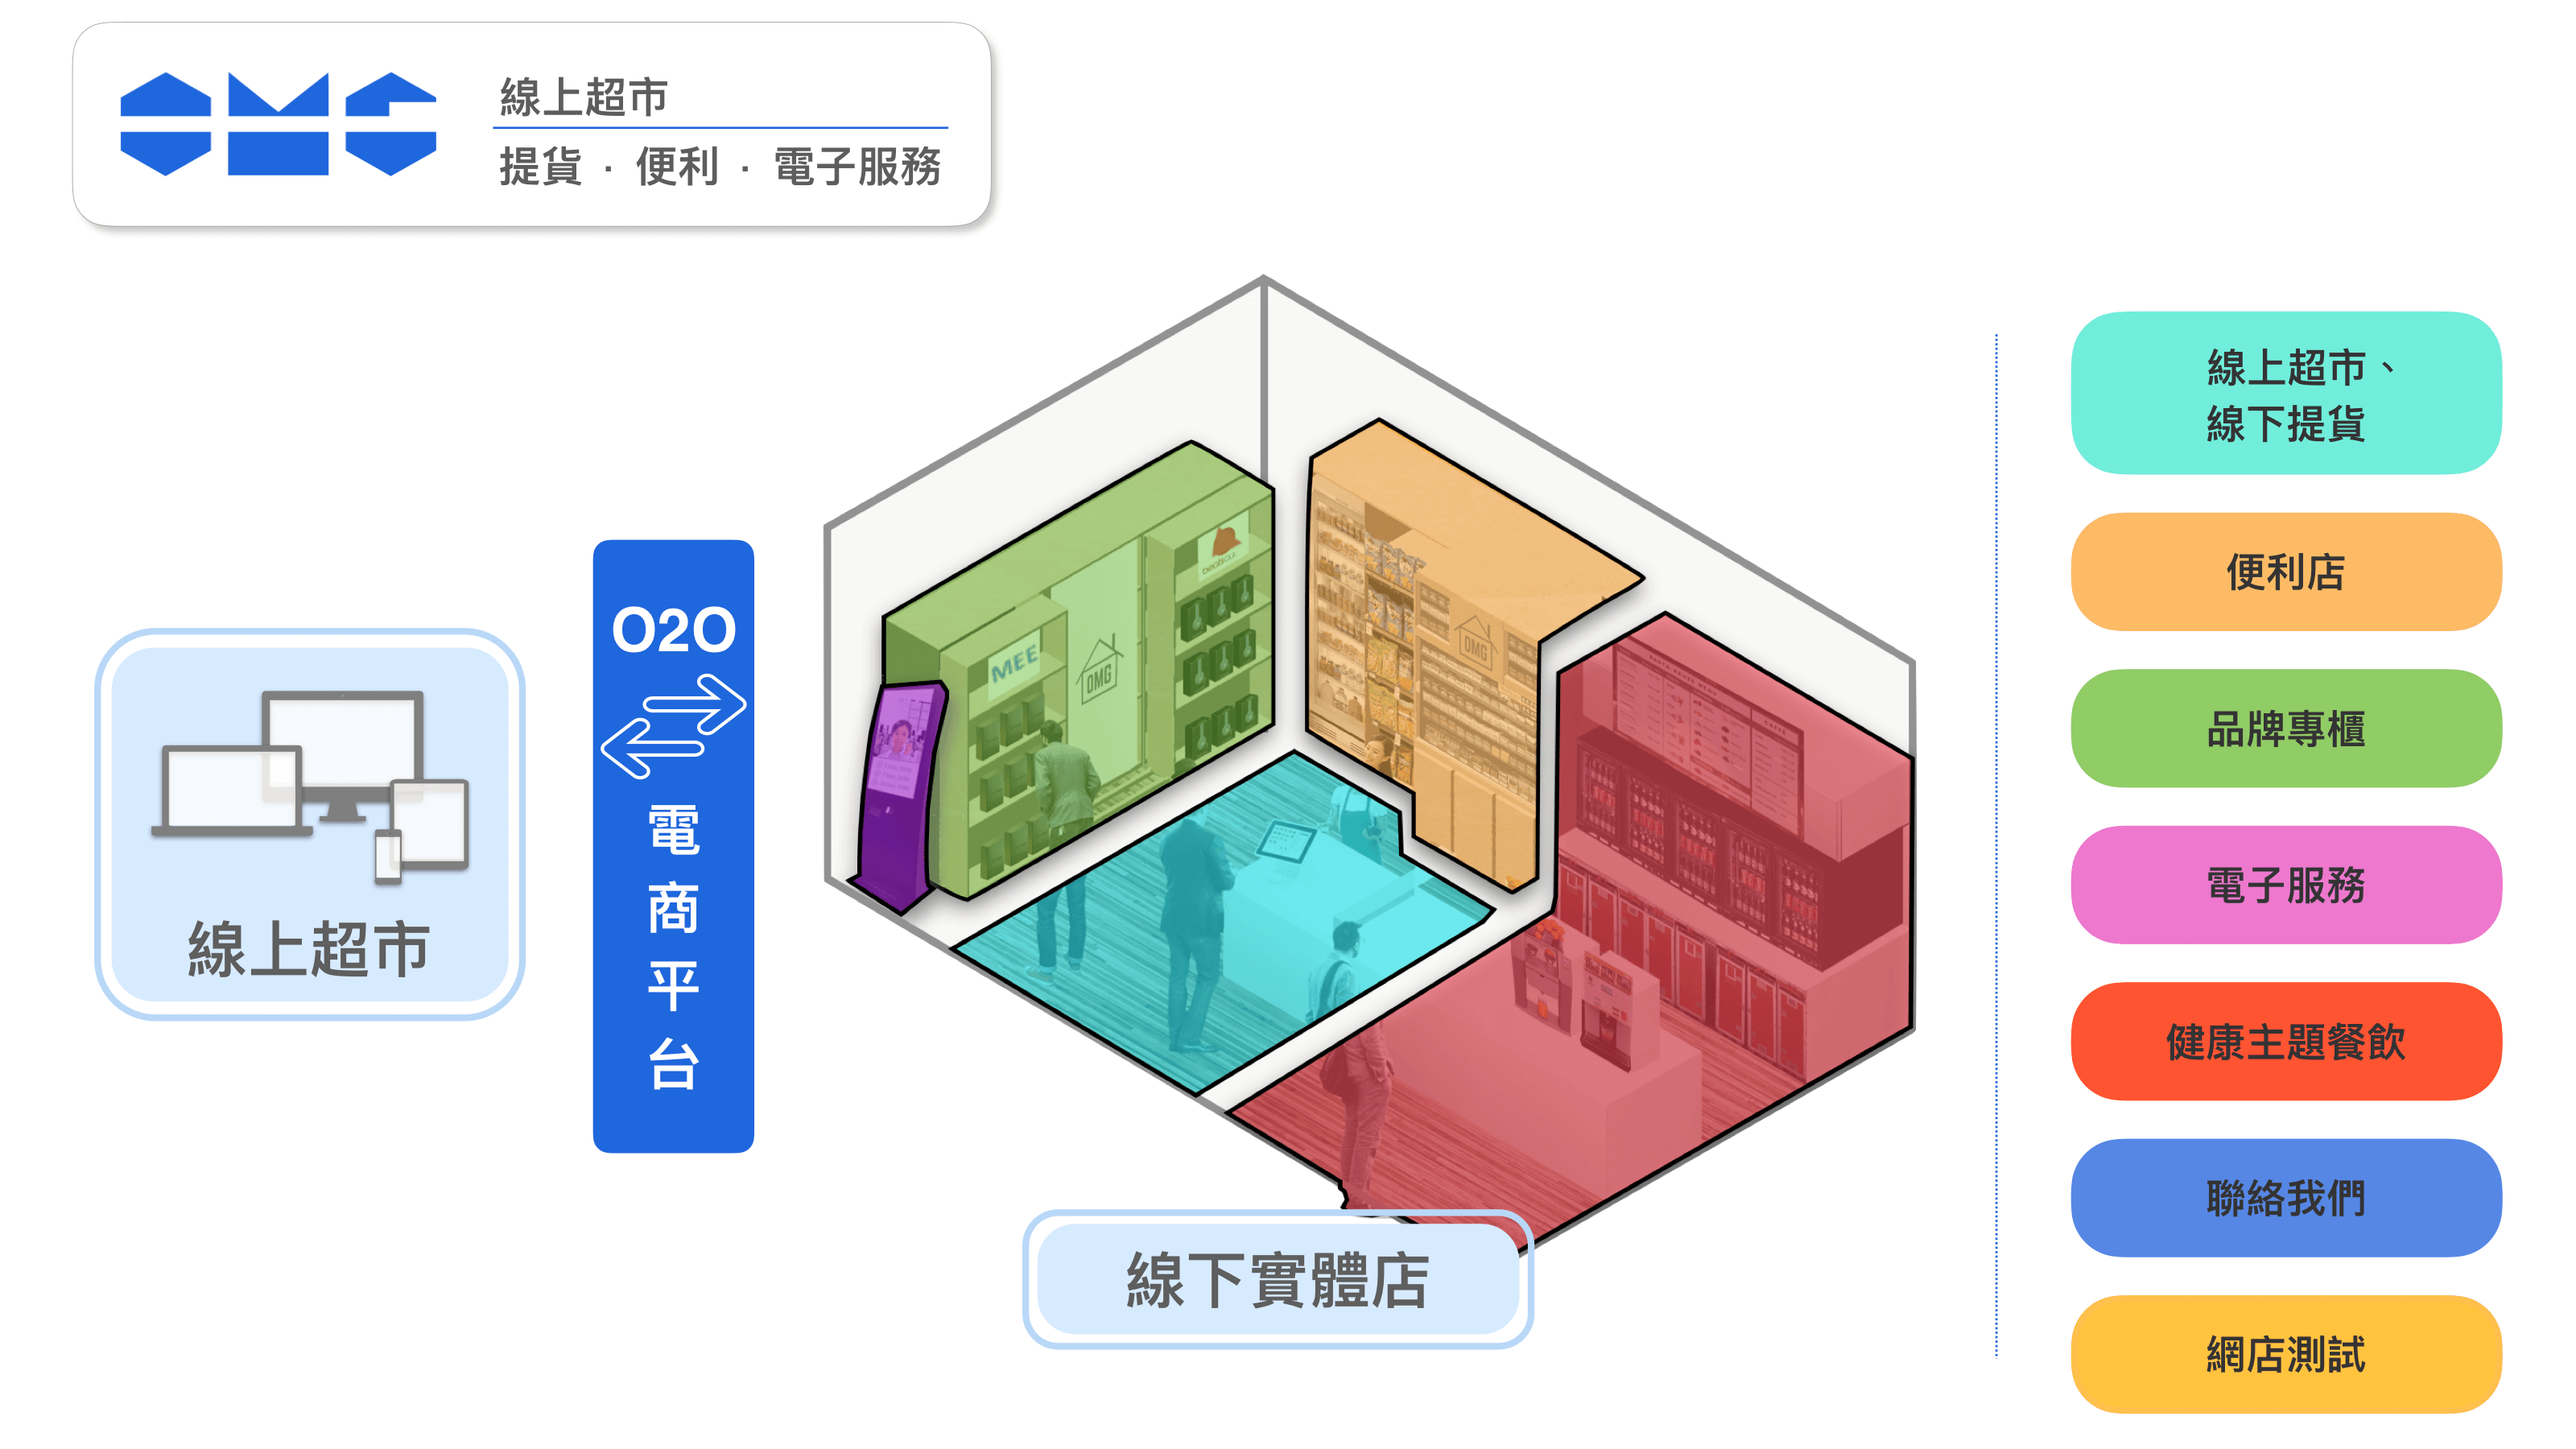 OMG
線上超市
提貨 · 便利 · 電子服務
線上超市
O2O
電
商
平
台
MEE
OMG
OMG
線下實體店
線上超市、
線下提貨
便利店
品牌專櫃
電子服務
健康主題餐飲
聯絡我們
網店測試